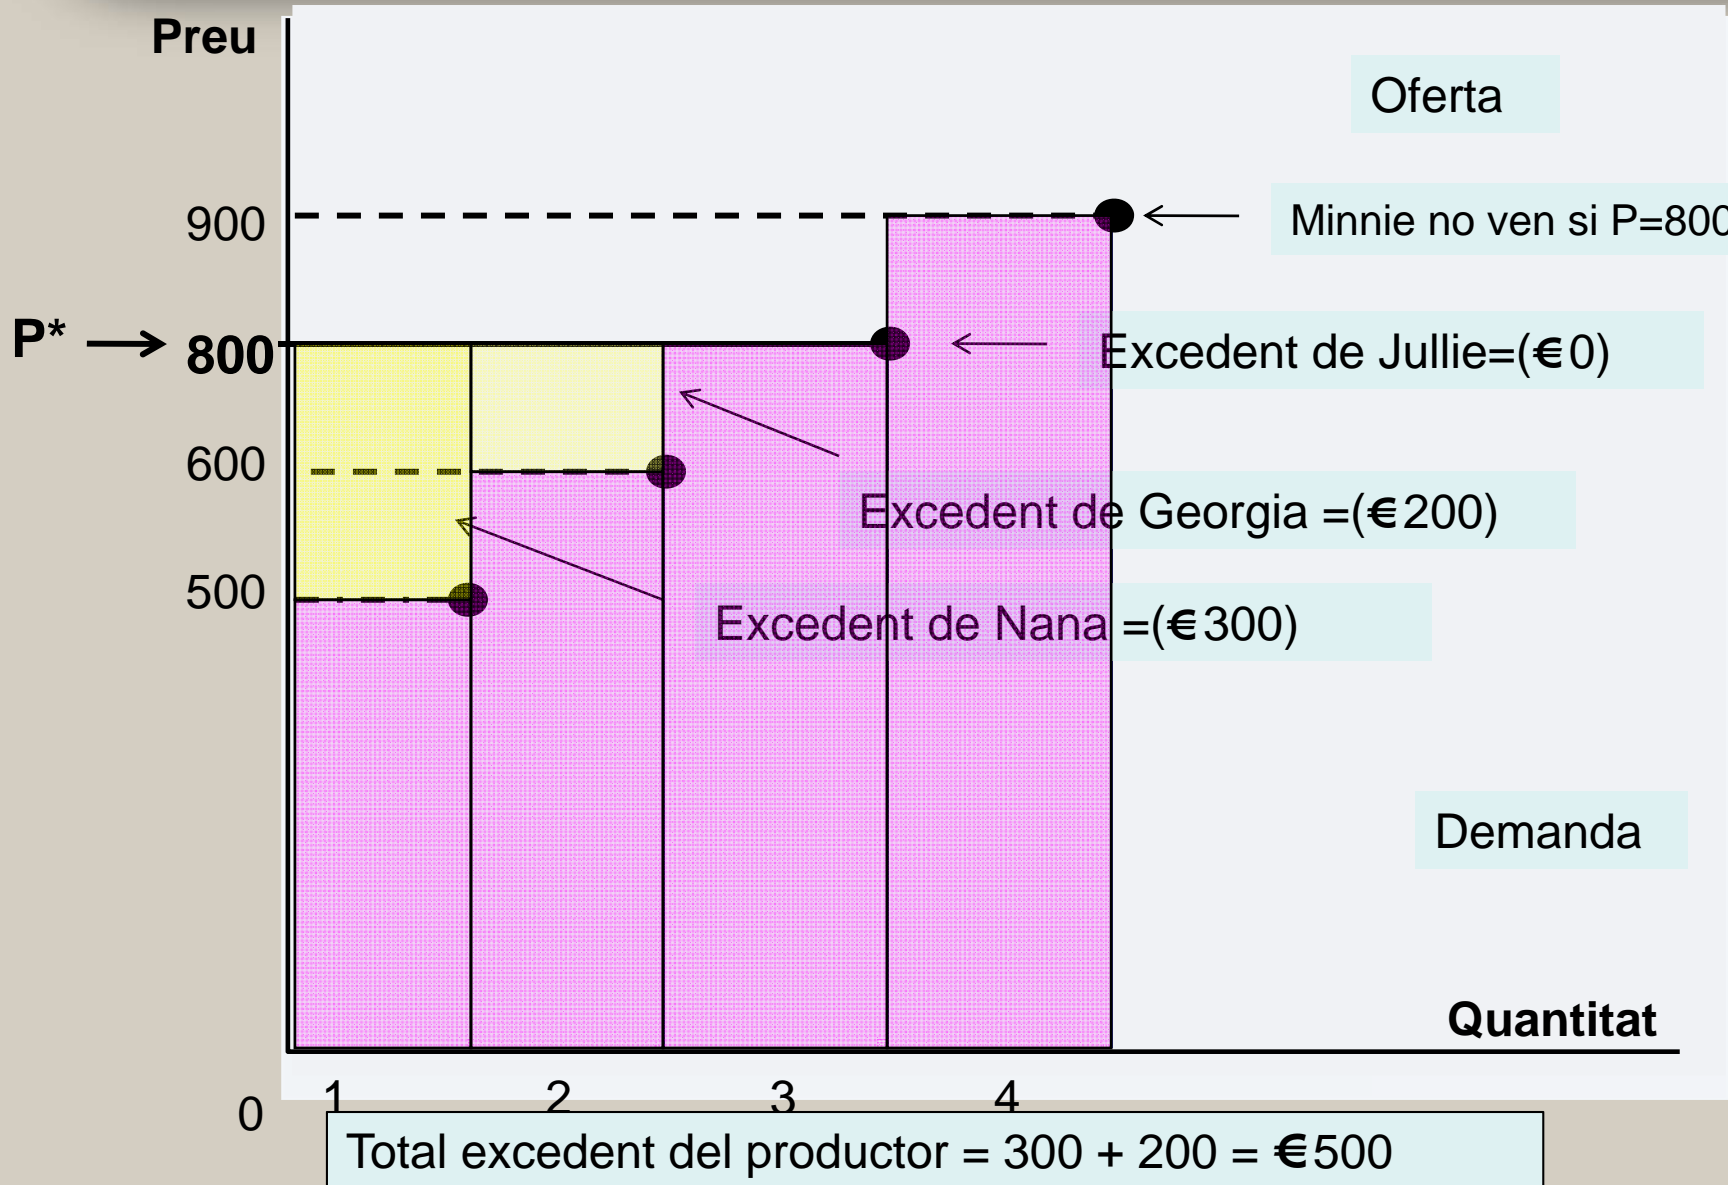 Preu
Oferta
900
Minnie no ven si P=800
P*
800
Excedent de Jullie=(€0)
600
Excedent de Georgia =(€200)
500
Excedent de Nana =(€300)
Demanda
Quantitat
1 2 3 4
0
Total excedent del productor = 300 + 200 = €500